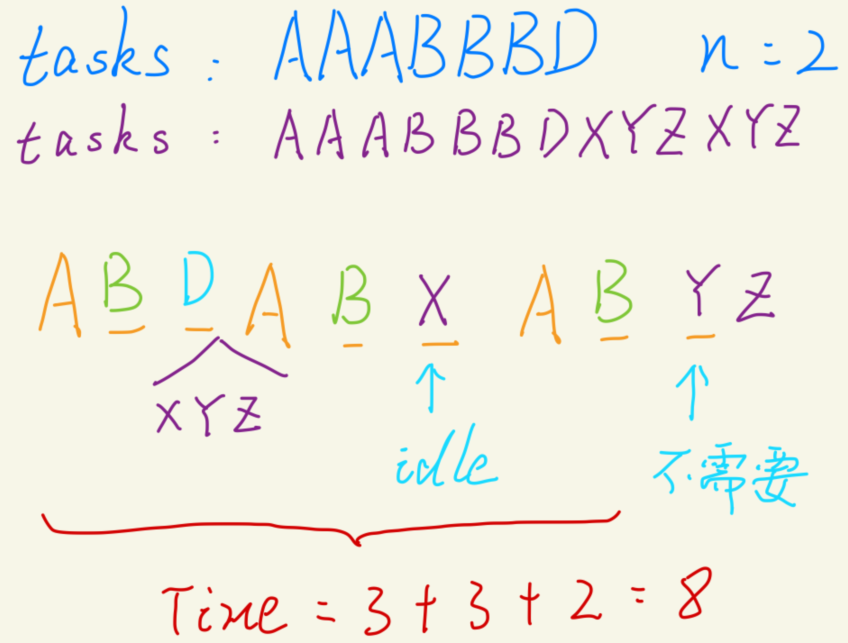 tasks : AAABBBD n = 2
tasks : AAABBBDXYZXYZ
A B D A B X A B Y Z
XYZ
idle 不需要
Time = 3 + 3 + 2 = 8